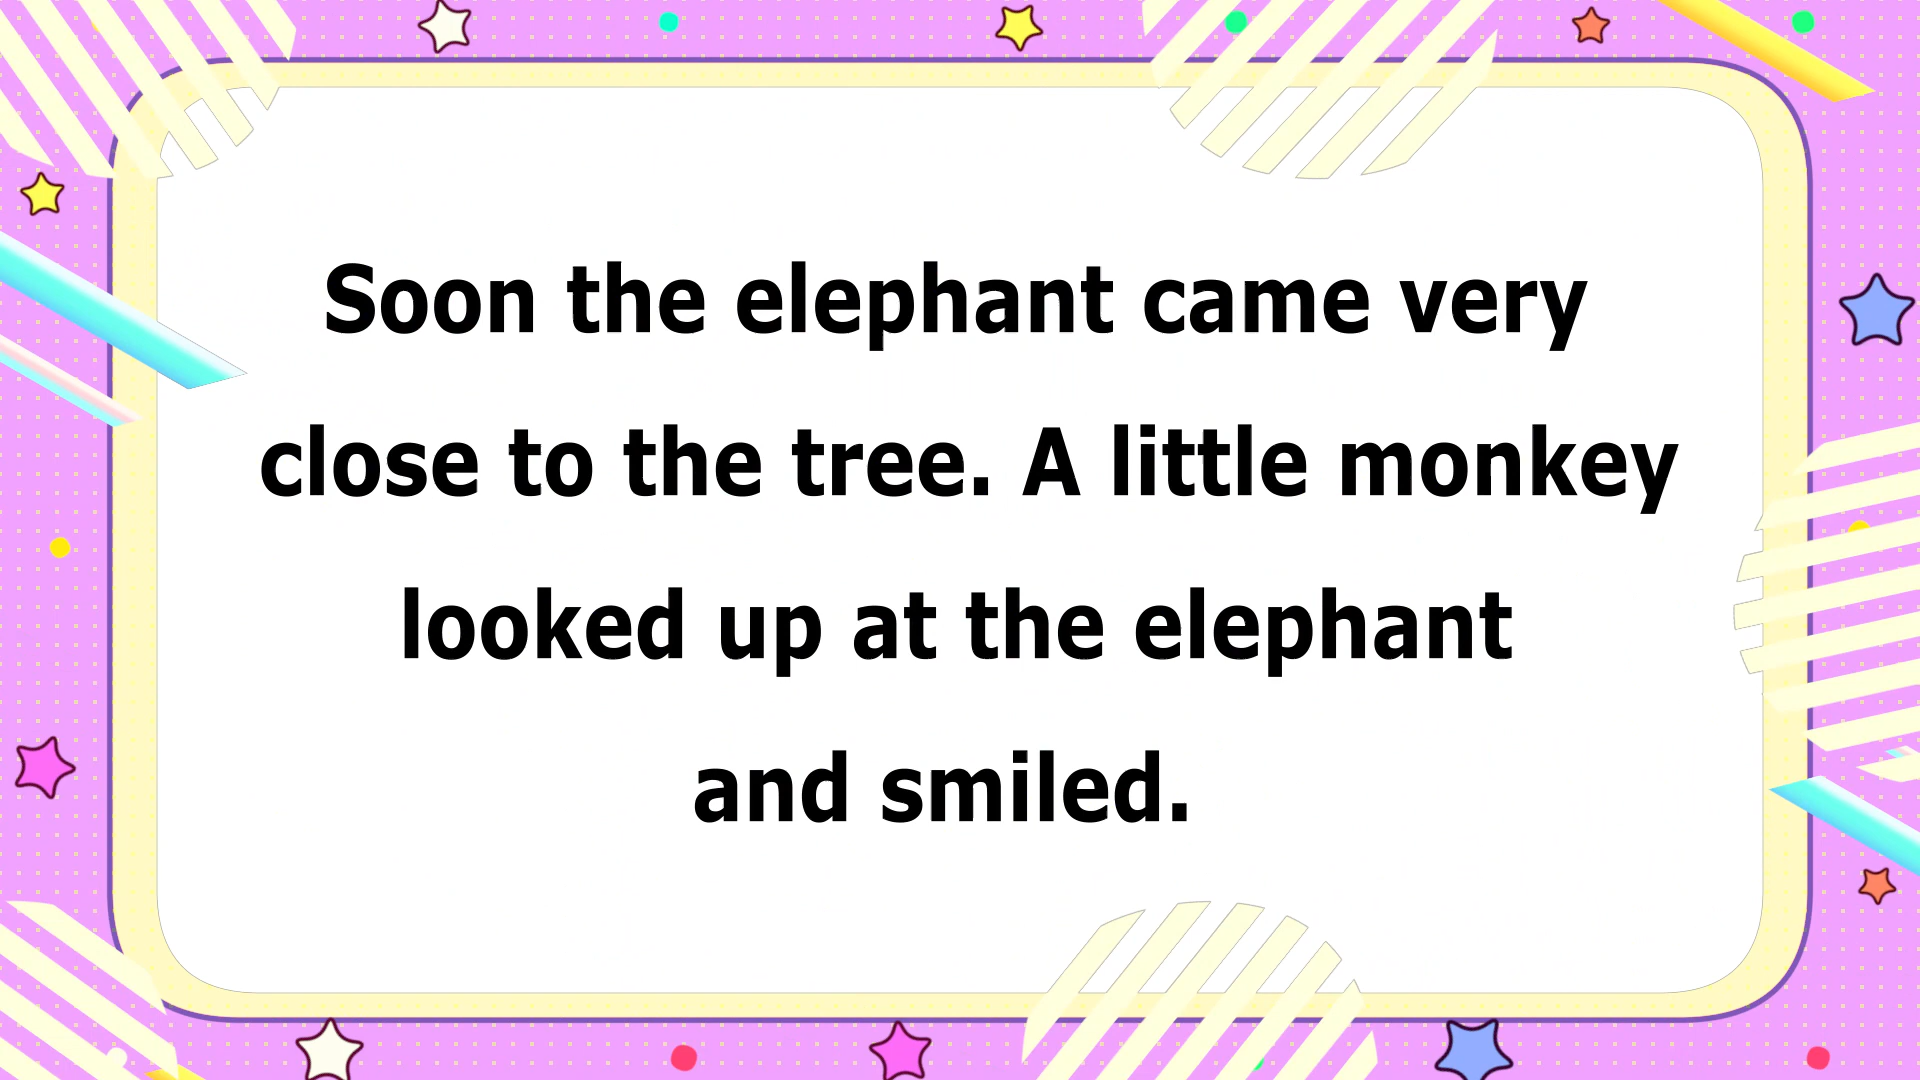 Soon the elephant came very
close to the tree. A little monkey
looked up at the elephant
and smiled.